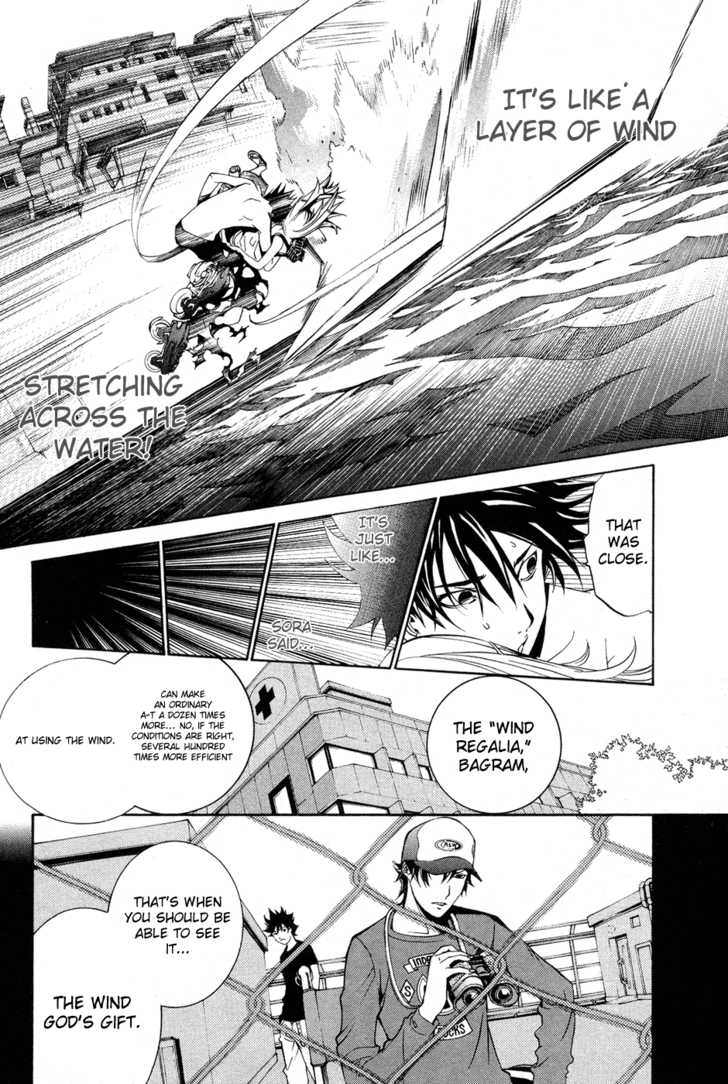 IT'S LIKE A
LAYER OF WIND
STRETCHING
ACROSS THE
WATER!
THAT
WAS
CLOSE.
IT'S
JUST
LIKE...
SORA
SAID...
THE "WIND
REGALIA,"
BAGRAM,
CAN MAKE
AN ORDINARY
A-T A DOZEN TIMES
MORE... NO, IF THE
CONDITIONS ARE RIGHT,
SEVERAL HUNDRED
TIMES MORE EFFICIENT
AT USING THE WIND.
THAT'S WHEN
YOU SHOULD BE
ABLE TO SEE
IT...
THE WIND
GOD'S GIFT.
Inde
S
OCKS